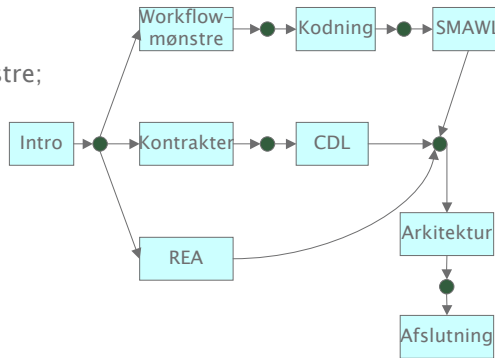 stre;
Workflow-
mønstre
Kodning
SMAWL
Intro
Kontrakter
CDL
REA
Arkitektur
Afslutning